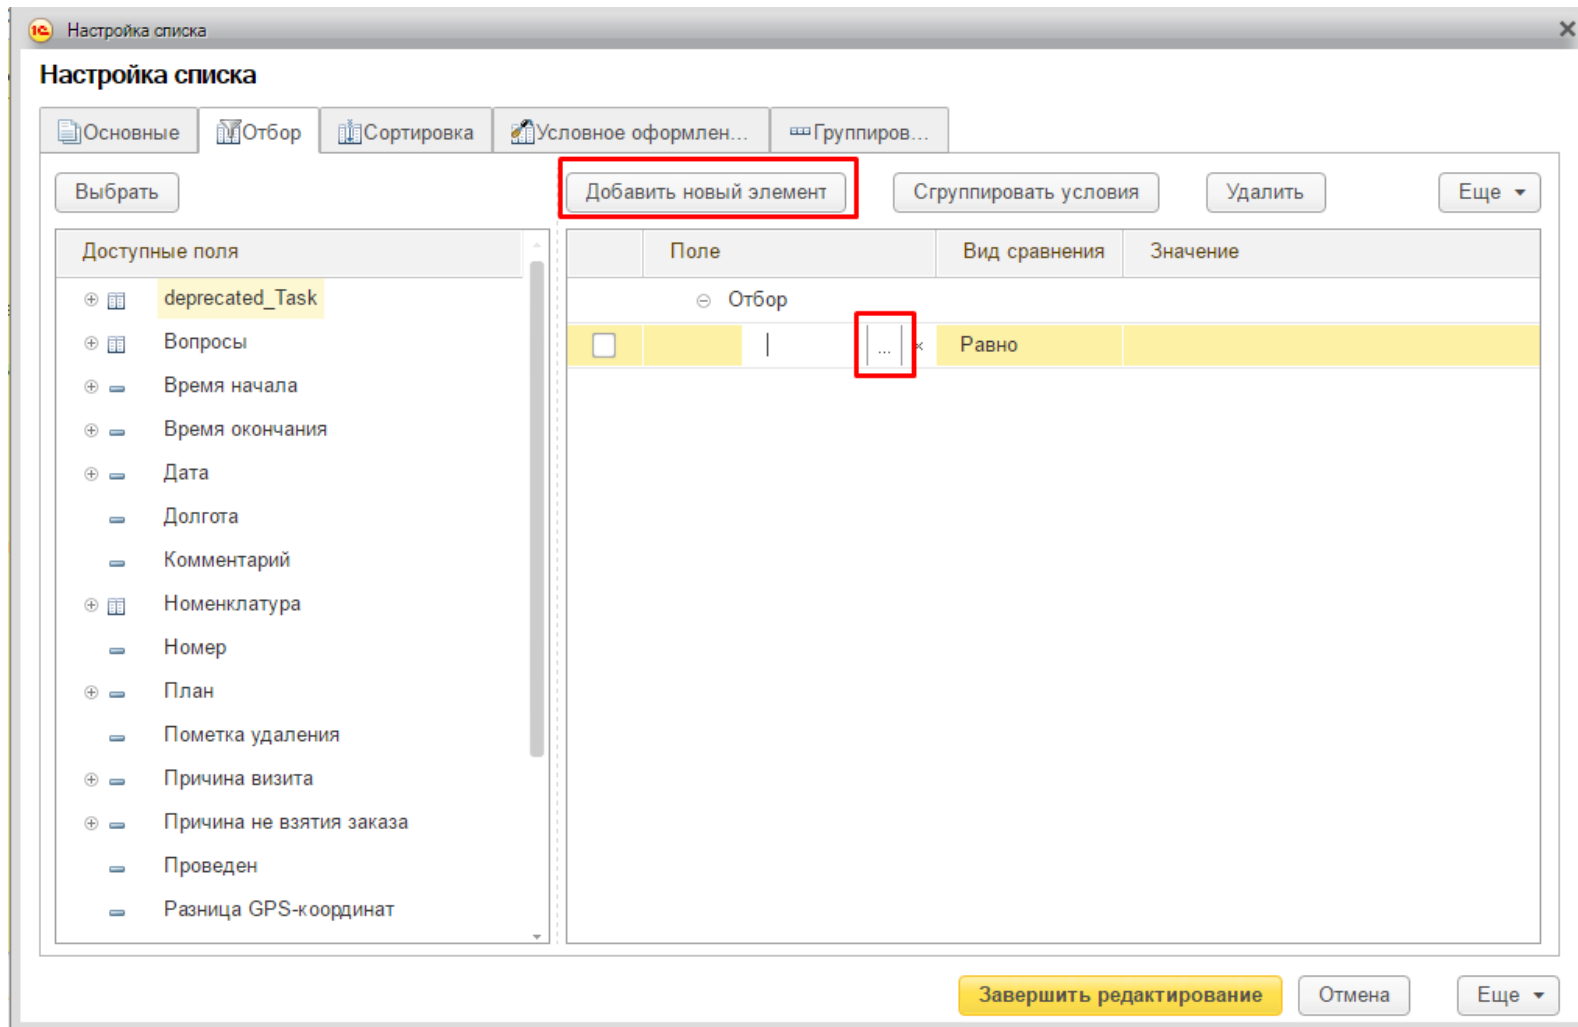 1С Настройка списка
Настройка списка
Основные Отбор Сортировка Условное оформлен... Группиров...
Выбрать Добавить новый элемент Сгруппировать условия Удалить Еще
Доступные поля Поле Вид сравнения Значение
deprecated_Task Отбор
Вопросы ... × Равно
Время начала
Время окончания
Дата
Долгота
Комментарий
Номенклатура
Номер
План
Пометка удаления
Причина визита
Причина не взятия заказа
Проведен
Разница GPS-координат
Завершить редактирование Отмена Еще